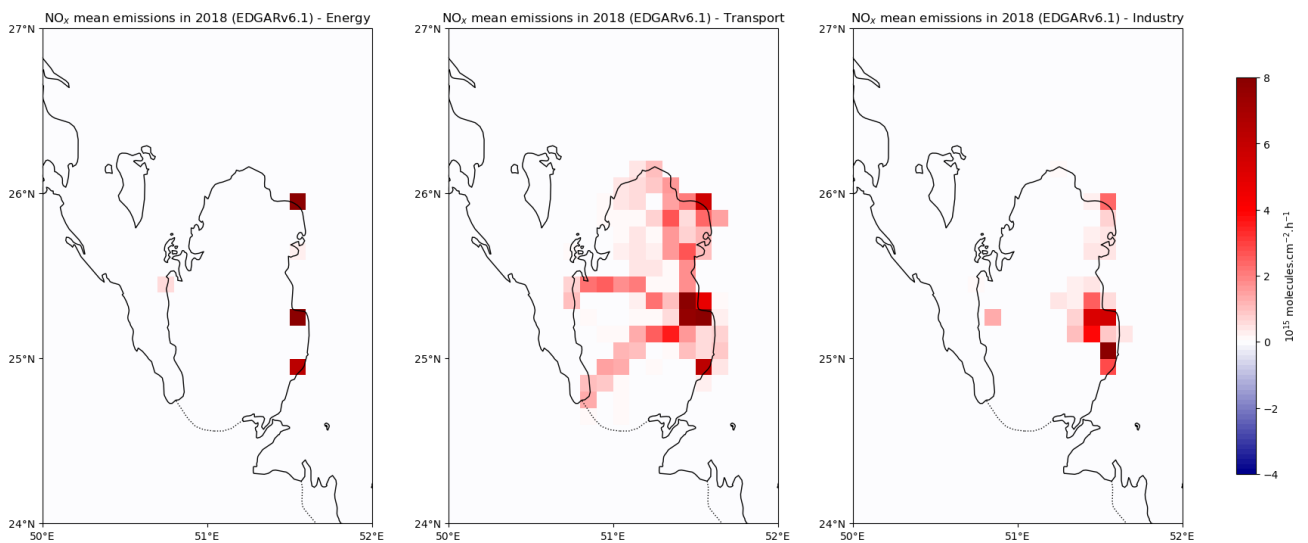 NOₓ mean emissions in 2018 (EDGARv6.1) - Energy
27°N
26°N
25°N
24°N
50°E
51°E
52°E
NOₓ mean emissions in 2018 (EDGARv6.1) - Transport
27°N
26°N
25°N
24°N
50°E
51°E
52°E
NOₓ mean emissions in 2018 (EDGARv6.1) - Industry
27°N
26°N
25°N
24°N
50°E
51°E
52°E
8
6
4
2
0
−2
−4
10¹⁵ molecules.cm⁻².h⁻¹